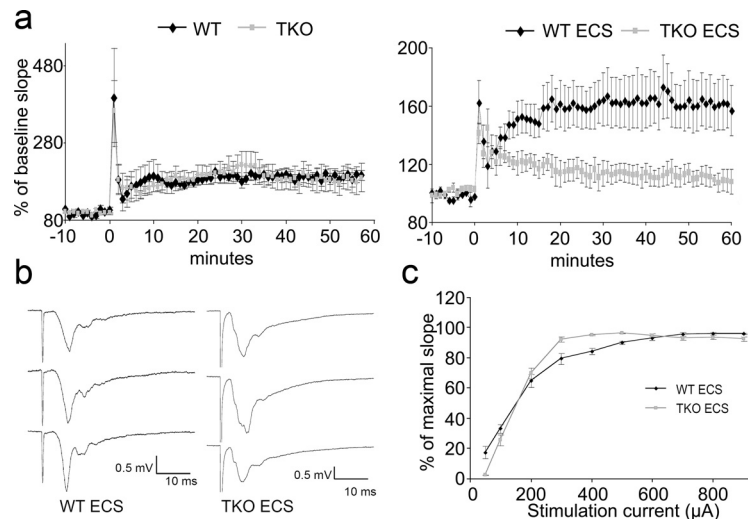 a
WT TKO
480
280
80
-10 0 10 20 30 40 50 60
% of baseline slope
minutes
WT ECS TKO ECS
200
160
120
80
-10 0 10 20 30 40 50 60
minutes
b
0.5 mV
10 ms
WT ECS
0.5 mV
10 ms
TKO ECS
c
120
100
80
60
40
20
0
0 200 400 600 800
% of maximal slope
WT ECS
TKO ECS
Stimulation current (µA)